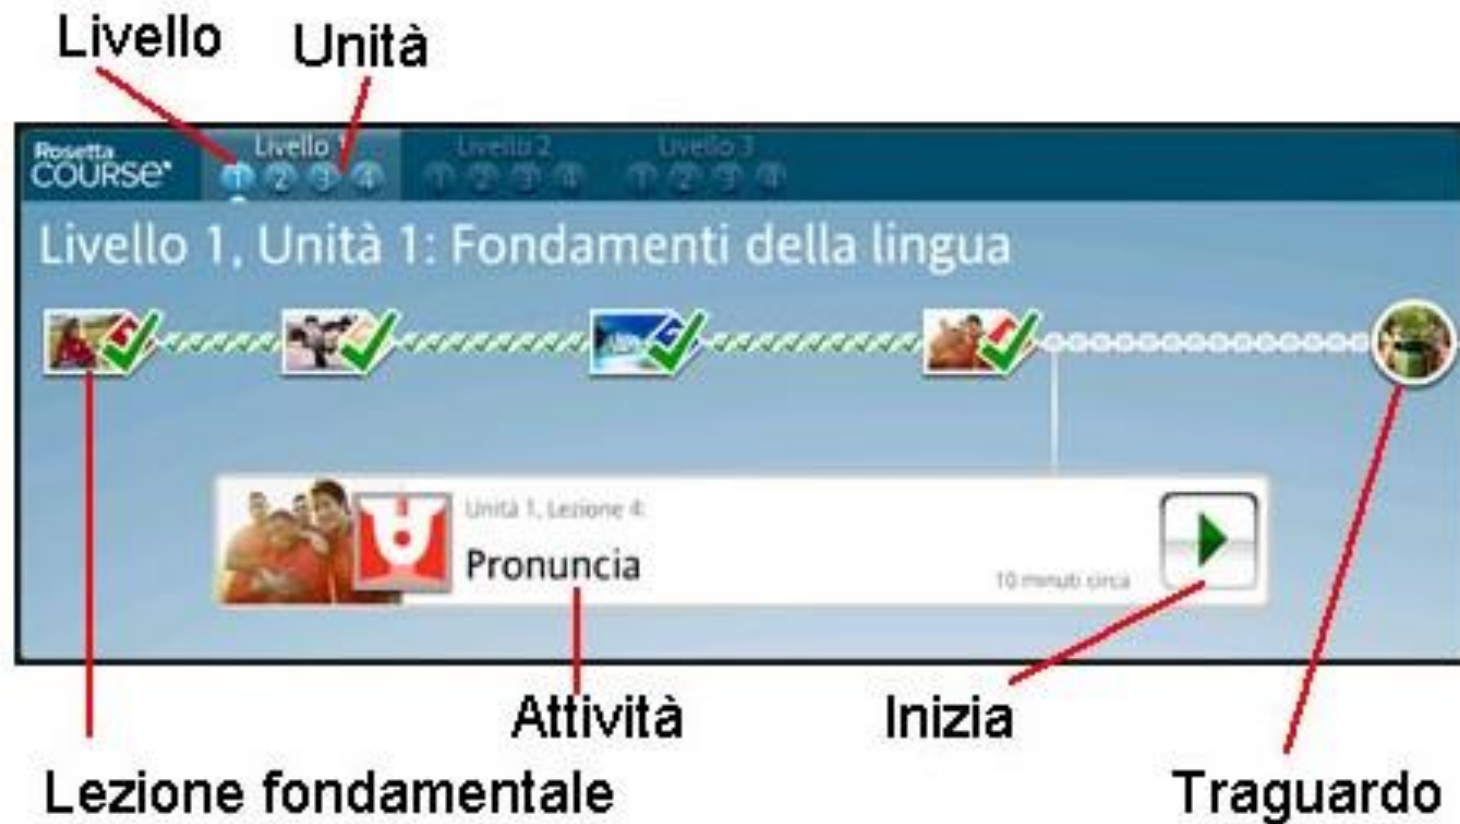 Livello Unità
Rosetta Livello 1 Livello 2 Livello 3
COURSE 1 2 3 4 1 2 3 4 1 2 3 4
Livello 1, Unità 1: Fondamenti della lingua
Unità 1, Lezione 4:
Pronuncia
10 minuti circa
Attività Inizia
Lezione fondamentale Traguardo